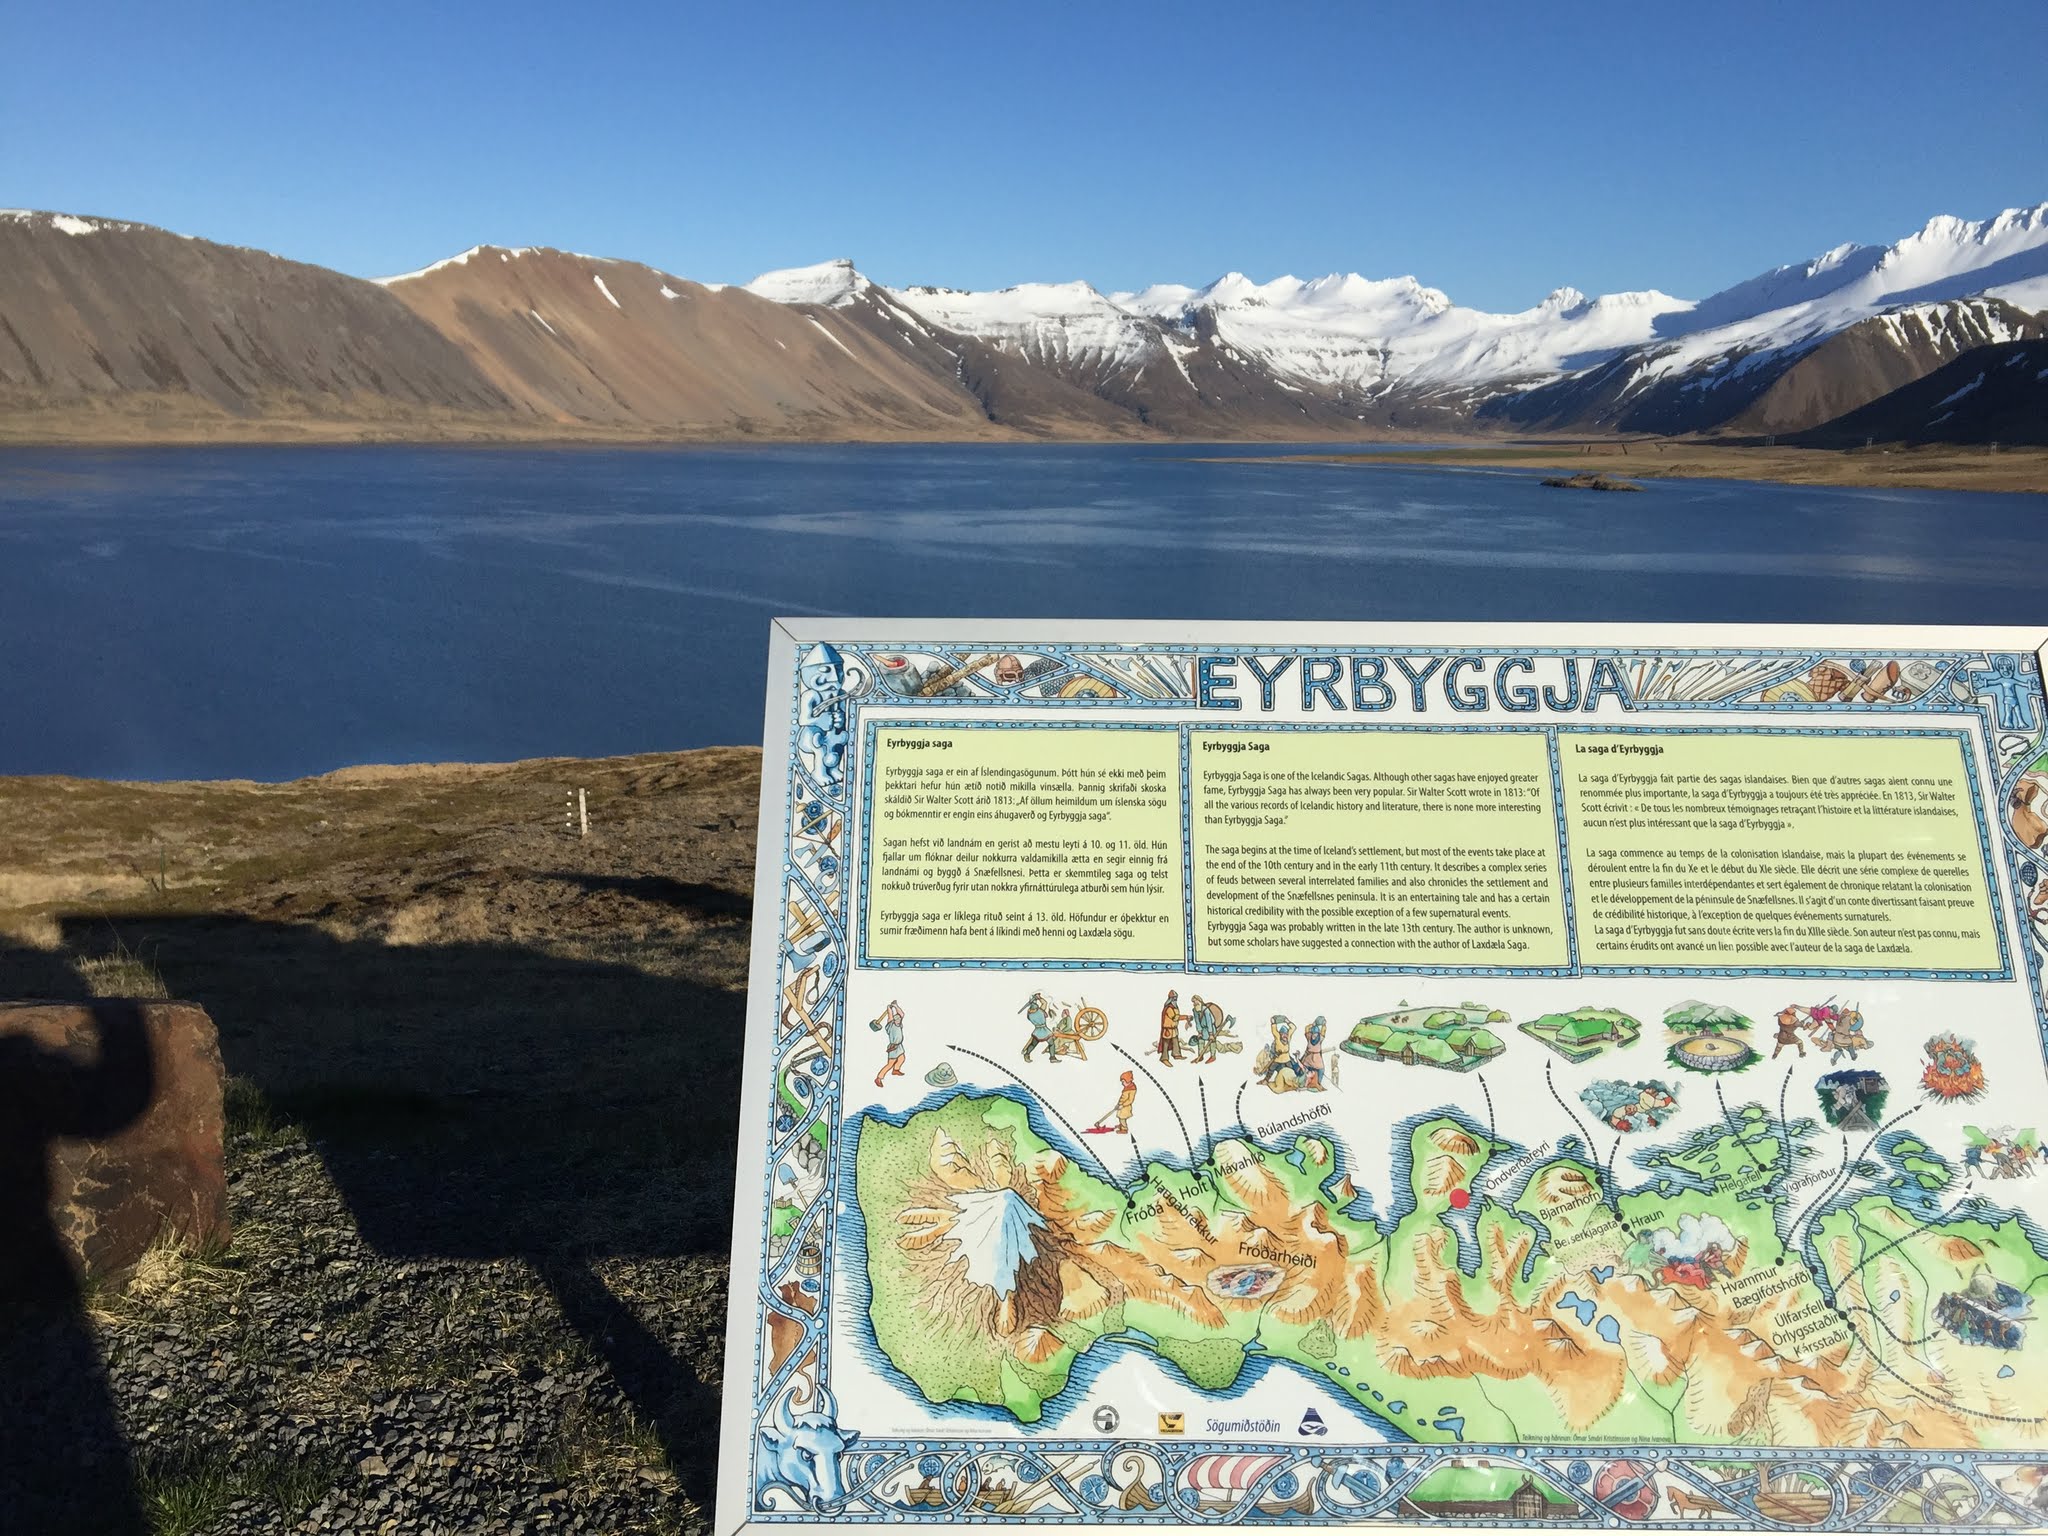 EYRBYGGJA
Eyrbyggja saga
Eyrbyggja saga er ein af Íslendingasögunum. Þótt hún sé ekki með þeim
þekktari hefur hún ætíð notið mikilla vinsælla. Þannig skrifaði skoska
skáldið Sir Walter Scott árið 1813: „Af öllum heimildum um íslenska sögu
og bókmenntir er engin eins áhugaverð og Eyrbyggja saga“.
Sagan hefst við landnám en gerist að mestu leyti á 10. og 11. öld. Hún
fjallar um flóknar deilur nokkurra valdamikilla ætta en segir einnig frá
landnámi og byggð á Snæfellsnesi. Þetta er skemmtileg saga og telst
nokkuð trúverðug fyrir utan nokkra yfirnáttúrulega atburði sem hún lýsir.
Eyrbyggja saga er líklega rituð seint á 13. öld. Höfundur er óþekktur en
sumir fræðimenn hafa bent á líkindi með henni og Laxdæla sögu.
Eyrbyggja Saga
Eyrbyggja Saga is one of the Icelandic Sagas. Although other sagas have enjoyed greater
fame, Eyrbyggja Saga has always been very popular. Sir Walter Scott wrote in 1813: "Of
all the various records of Icelandic history and literature, there is none more interesting
than Eyrbyggja Saga."
The saga begins at the time of Iceland's settlement, but most of the events take place at
the end of the 10th century and in the early 11th century. It describes a complex series
of feuds between several interrelated families and also chronicles the settlement and
development of the Snæfellsnes peninsula. It is an entertaining tale and has a certain
historical credibility with the possible exception of a few supernatural events.
Eyrbyggja Saga was probably written in the late 13th century. The author is unknown,
but some scholars have suggested a connection with the author of Laxdæla Saga.
La saga d'Eyrbyggja
La saga d'Eyrbyggja fait partie des sagas islandaises. Bien que d'autres sagas aient connu une
renommée plus importante, la saga d'Eyrbyggja a toujours été très appréciée. En 1813, Sir Walter
Scott écrivit : « De tous les nombreux témoignages retraçant l'histoire et la littérature islandaises,
aucun n'est plus intéressant que la saga d'Eyrbyggja ».
La saga commence au temps de la colonisation islandaise, mais la plupart des événements se
déroulent entre la fin du Xe et le début du XIe siècle. Elle décrit une série complexe de querelles
entre plusieurs familles interdépendantes et sert également de chronique relatant la colonisation
et le développement de la péninsule de Snæfellsnes. Il s'agit d'un conte divertissant faisant preuve
de crédibilité historique, à l'exception de quelques événements surnaturels.
La saga d'Eyrbyggja fut sans doute écrite vers la fin du XIIIe siècle. Son auteur n'est pas connu, mais
certains érudits ont avancé un lien possible avec l'auteur de la saga de Laxdæla.
Búlandshöfði
Mávahlíð
Holt
Haugabrekkur
Fróðá
Fróðárheiði
Öndverðareyri
Bjarnarhöfn
Berserkjagata
Hraun
Helgafell
Vigrafjörður
Hvammur
Bægifótshöfði
Úlfarsfell
Örlygsstaðir
Kársstaðir
Sögumiðstöðin
Teikning og hönnun: Ómar Smári Kristinsson og Nina Ivanova